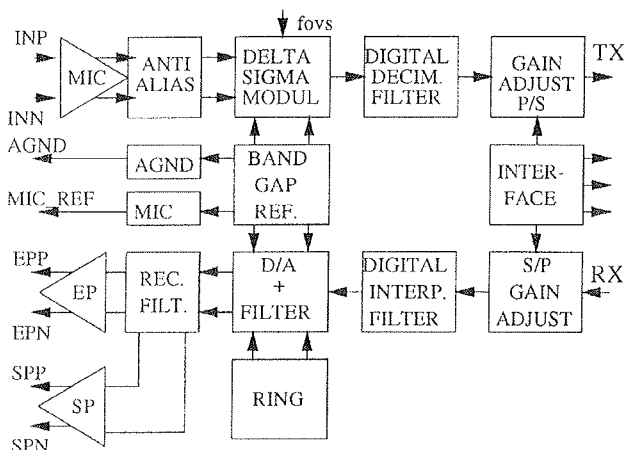 fovs
INP
INN
MIC
ANTI
ALIAS
DELTA
SIGMA
MODUL
DIGITAL
DECIM.
FILTER
GAIN
ADJUST
P/S
TX
AGND
AGND
MIC_REF
MIC
BAND
GAP
REF.
INTER-
FACE
EPP
EPN
EP
REC.
FILT.
D/A
+
FILTER
DIGITAL
INTERP.
FILTER
S/P
GAIN
ADJUST
RX
SPP
SPN
SP
RING